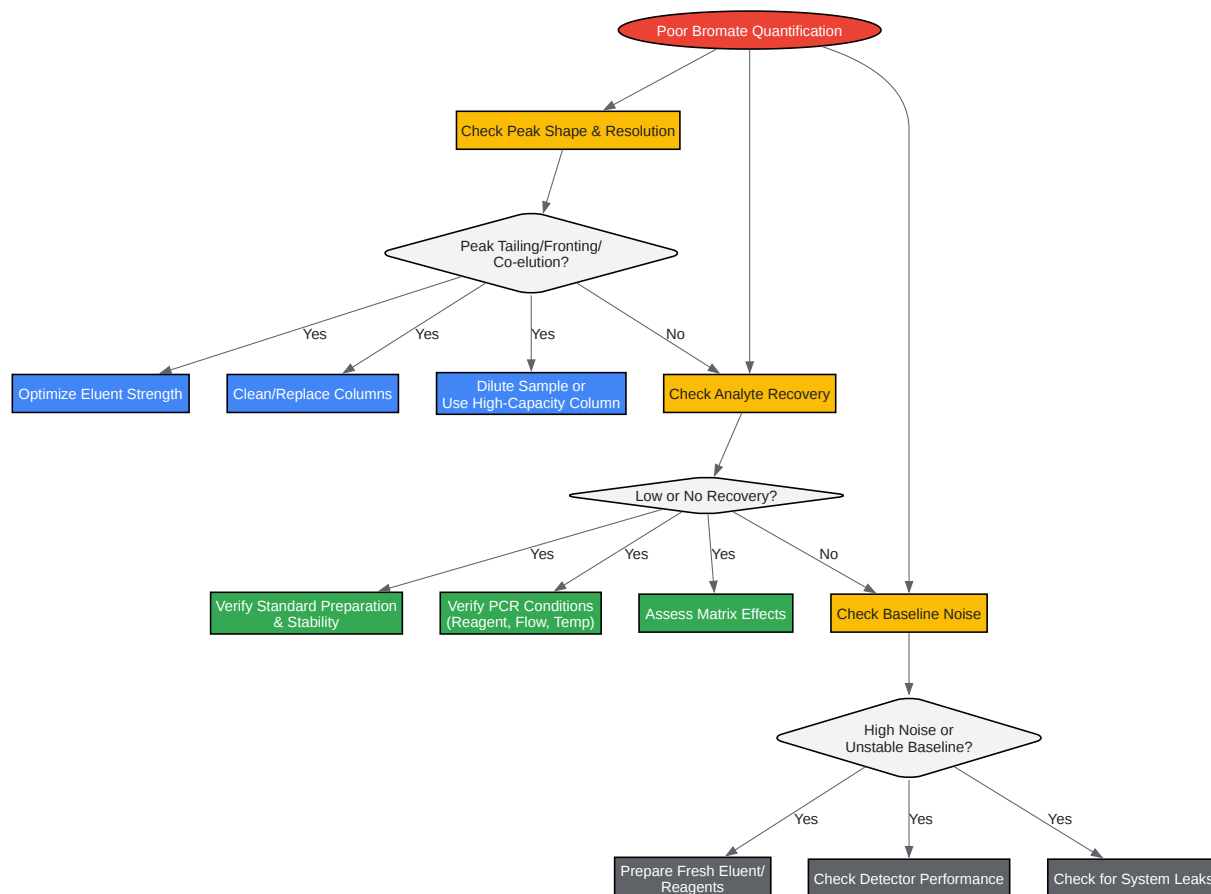 Poor Bromate Quantification
Check Peak Shape & Resolution
Peak Tailing/Fronting/
Co-elution?
Yes
Yes
Yes
No
Optimize Eluent Strength
Clean/Replace Columns
Dilute Sample or
Use High-Capacity Column
Check Analyte Recovery
Low or No Recovery?
Yes
Yes
Yes
No
Verify Standard Preparation
& Stability
Verify PCR Conditions
(Reagent, Flow, Temp)
Assess Matrix Effects
Check Baseline Noise
High Noise or
Unstable Baseline?
Yes
Yes
Yes
Prepare Fresh Eluent/
Reagents
Check Detector Performance
Check for System Leaks